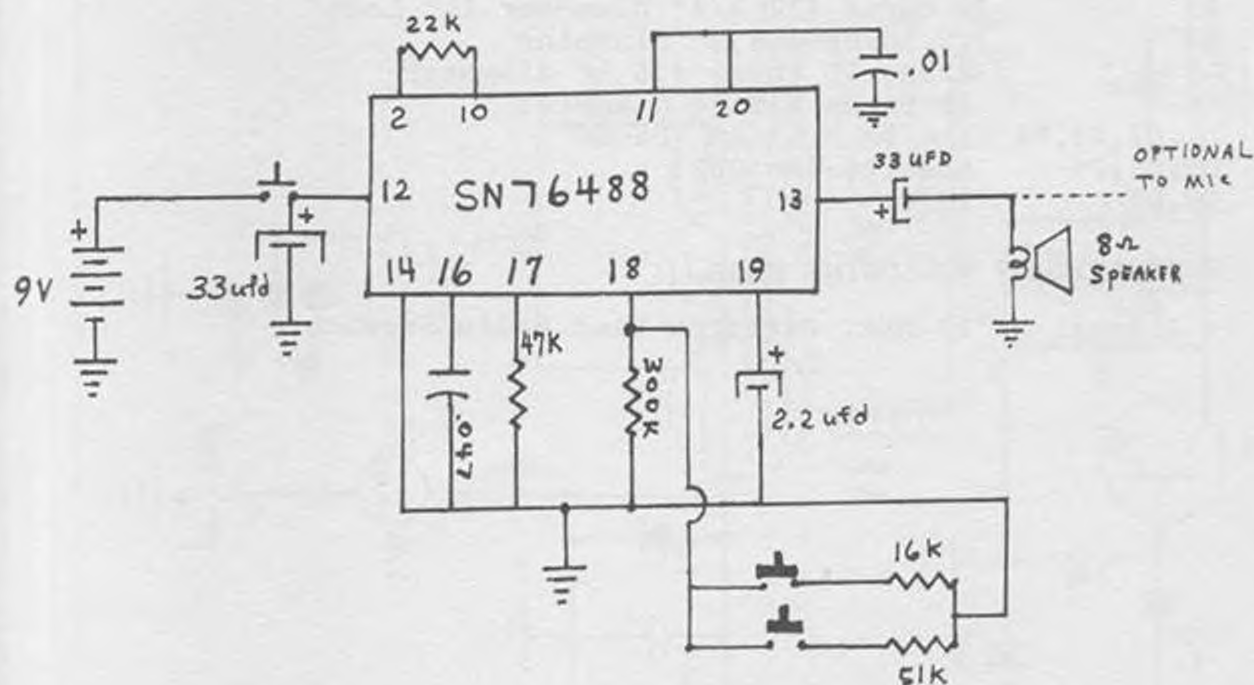 22K
.01
2
10
11
20
33 UFD
OPTIONAL
TO MIC
+
12
SN76488
13
+
+
9V
33ufd
14
16
17
18
19
8Ω
SPEAKER
47K
.047
300K
+
2.2 ufd
16K
51K